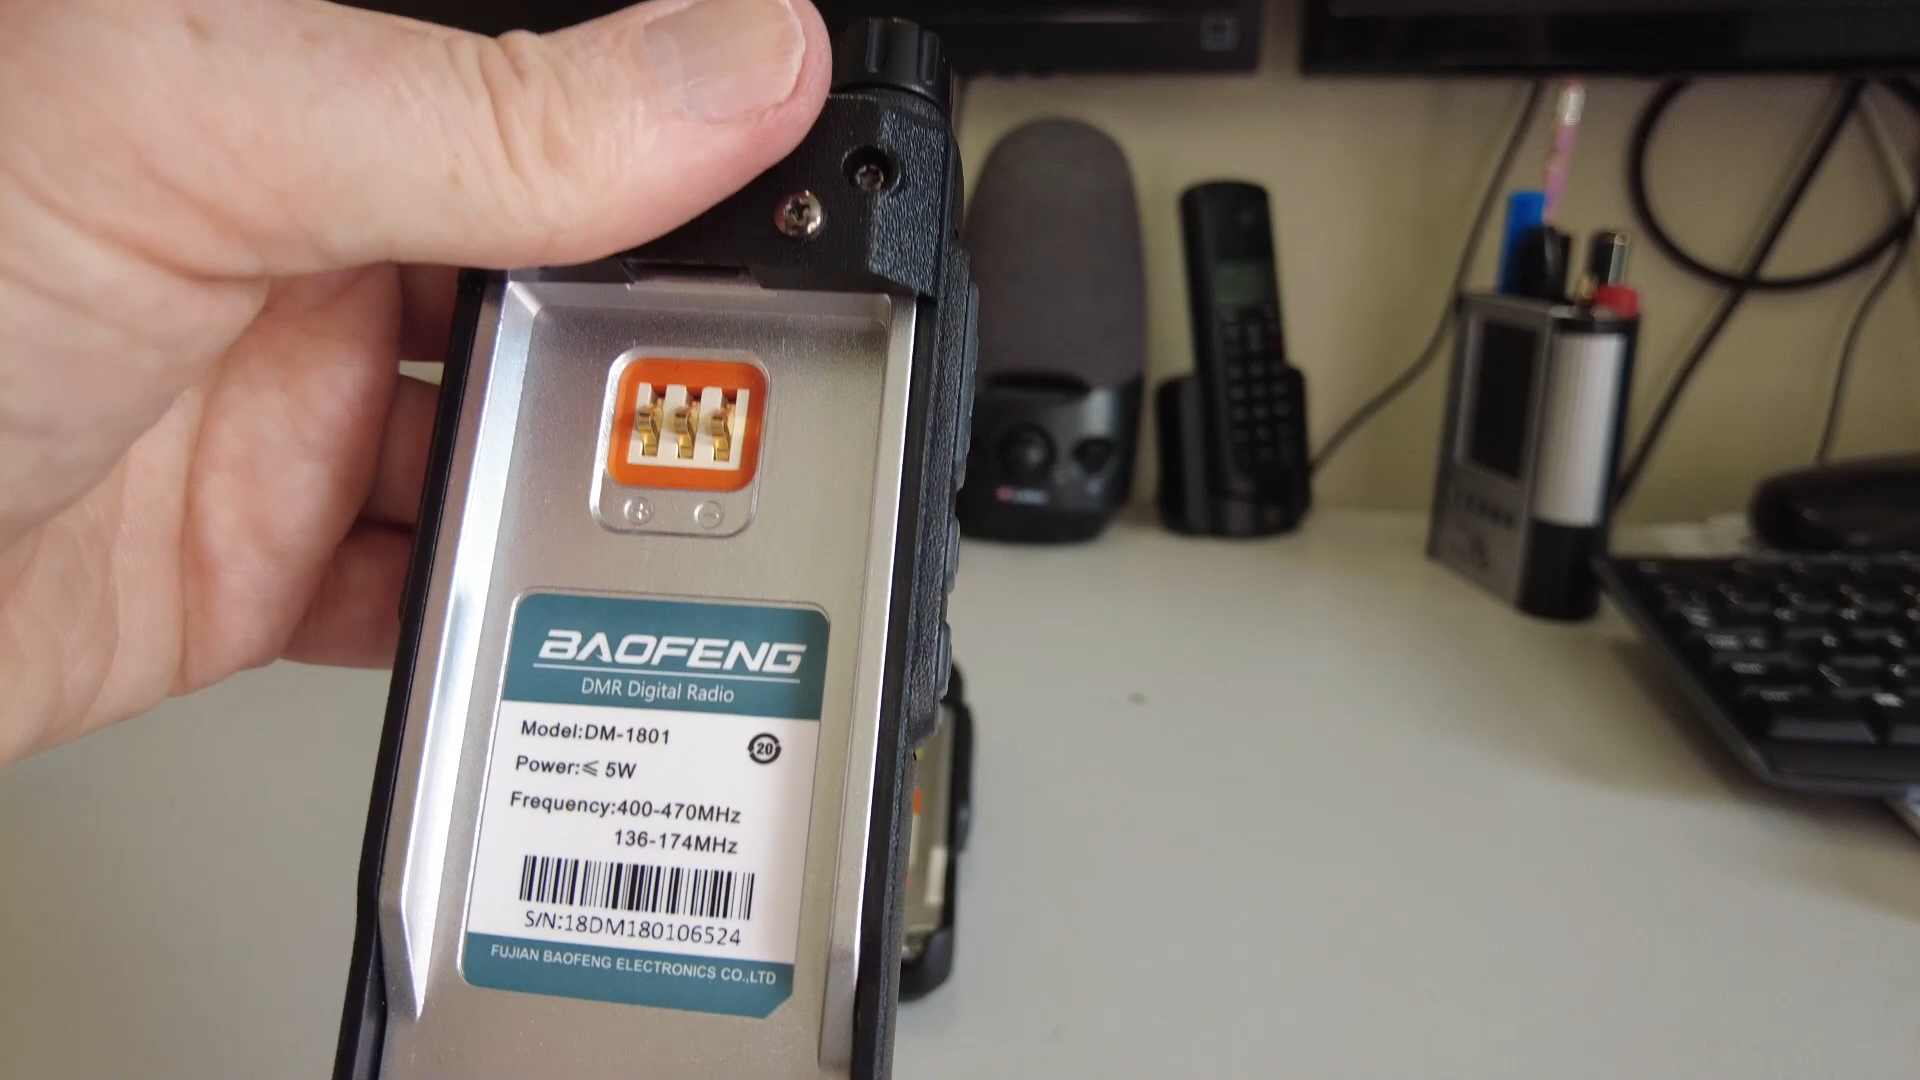 BAOFENG
DMR Digital Radio
Model:DM-1801
20
Power:≤ 5W
Frequency:400-470MHz
136-174MHz
S/N:18DM180106524
FUJIAN BAOFENG ELECTRONICS CO.,LTD